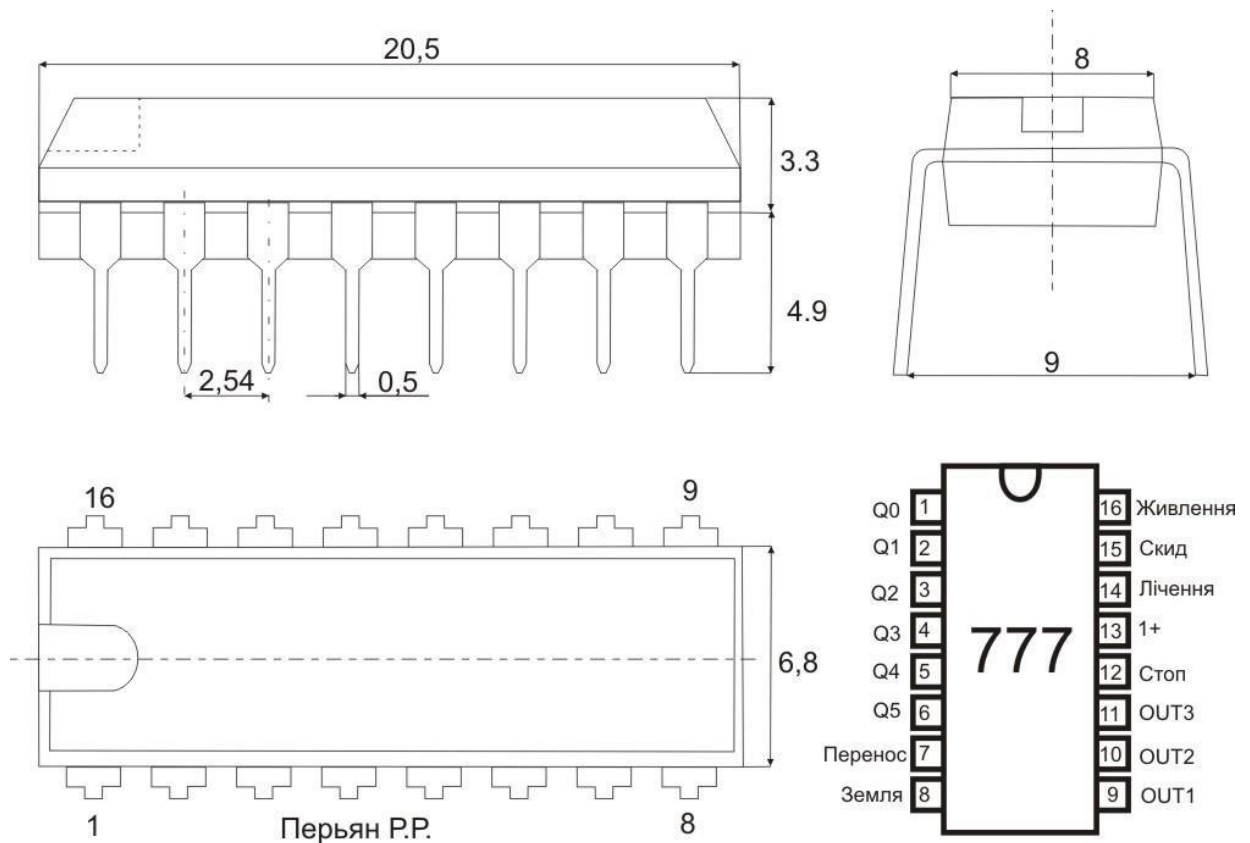 20,5
8
3.3
4.9
2,54
0,5
9
16
9
6,8
1
8
Перьян Р.Р.
777
Q0 1
Q1 2
Q2 3
Q3 4
Q4 5
Q5 6
Перенос 7
Земля 8
16 Живлення
15 Скид
14 Лічення
13 1+
12 Стоп
11 OUT3
10 OUT2
9 OUT1